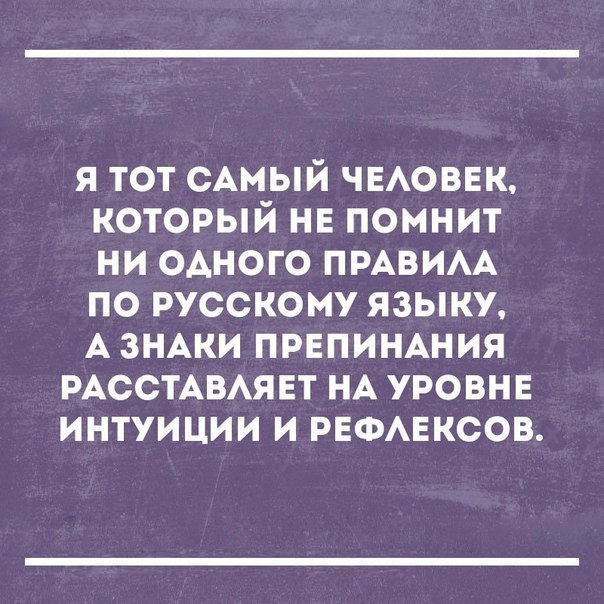 Я ТОТ САМЫЙ ЧЕЛОВЕК,
КОТОРЫЙ НЕ ПОМНИТ
НИ ОДНОГО ПРАВИЛА
ПО РУССКОМУ ЯЗЫКУ,
А ЗНАКИ ПРЕПИНАНИЯ
РАССТАВЛЯЕТ НА УРОВНЕ
ИНТУИЦИИ И РЕФЛЕКСОВ.